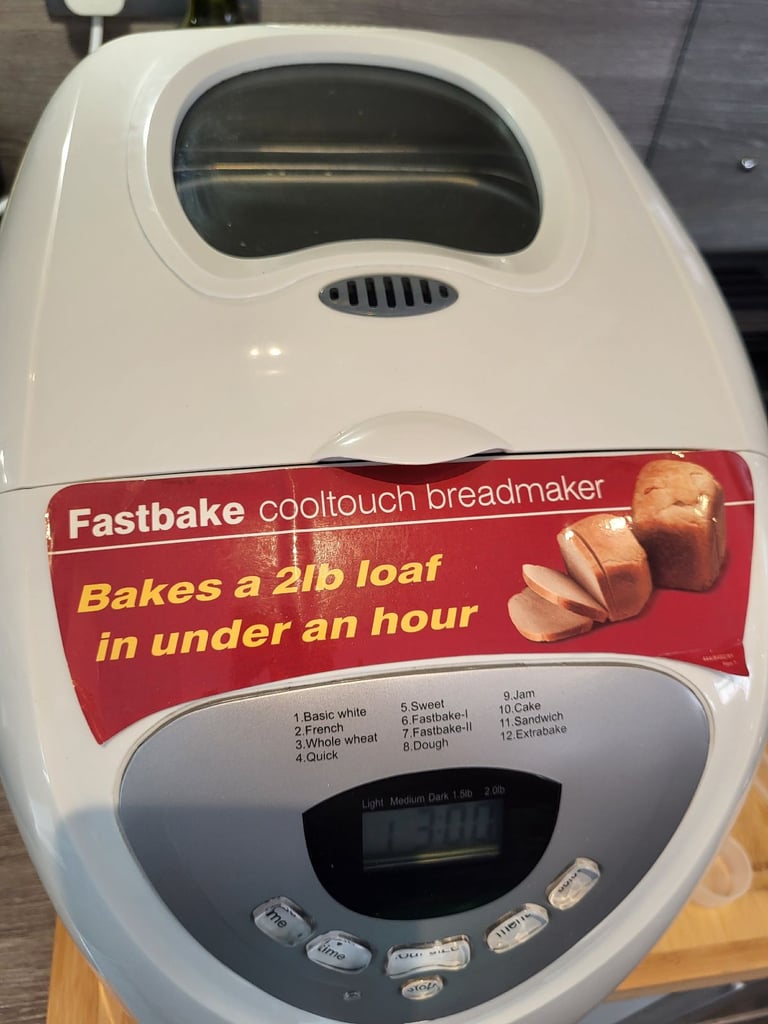 Fastbake cooltouch breadmaker
Bakes a 2lb loaf
in under an hour
1.Basic white
2.French
3.Whole wheat
4.Quick
5.Sweet
6.Fastbake-I
7.Fastbake-II
8.Dough
9.Jam
10.Cake
11.Sandwich
12.Extrabake
Light Medium Dark 1.5lb 2.0lb
1 3:00
me
time